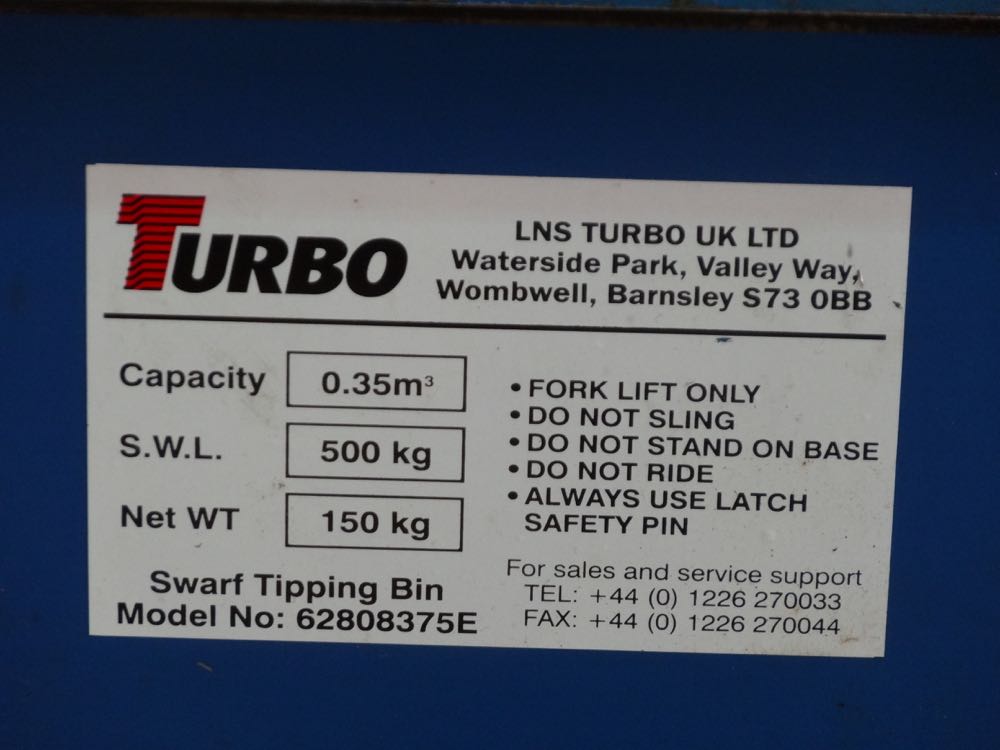 TURBO
LNS TURBO UK LTD
Waterside Park, Valley Way,
Wombwell, Barnsley S73 0BB
Capacity 0.35m³
S.W.L. 500 kg
Net WT 150 kg
Swarf Tipping Bin
Model No: 62808375E
• FORK LIFT ONLY
• DO NOT SLING
• DO NOT STAND ON BASE
• DO NOT RIDE
• ALWAYS USE LATCH
SAFETY PIN
For sales and service support
TEL: +44 (0) 1226 270033
FAX: +44 (0) 1226 270044